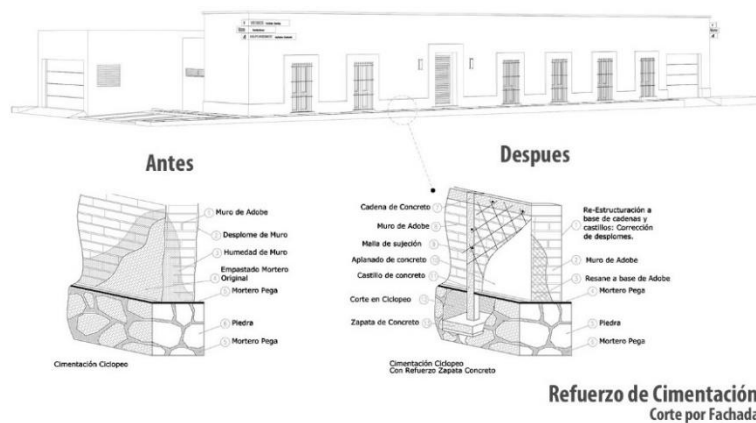 Antes
Despues
Muro de Adobe
Desplome de Muro
Humedad de Muro
Empastado Mortero
Original
Mortero Pega
Piedra
Mortero Pega
Cimentación Ciclopeo
Cadena de Concreto
Muro de Adobe
Malla de sujeción
Aplanado de concreto
Castillo de concreto
Corte en Ciclopeo
Zapata de Concreto
Re-Estructuración a
base de cadenas y
castillos: Corrección
de desplomes.
Muro de Adobe
Resane a base de Adobe
Mortero Pega
Piedra
Mortero Pega
Cimentación Ciclopeo
Con Refuerzo Zapata Concreto
Refuerzo de Cimentación
Corte por Fachada